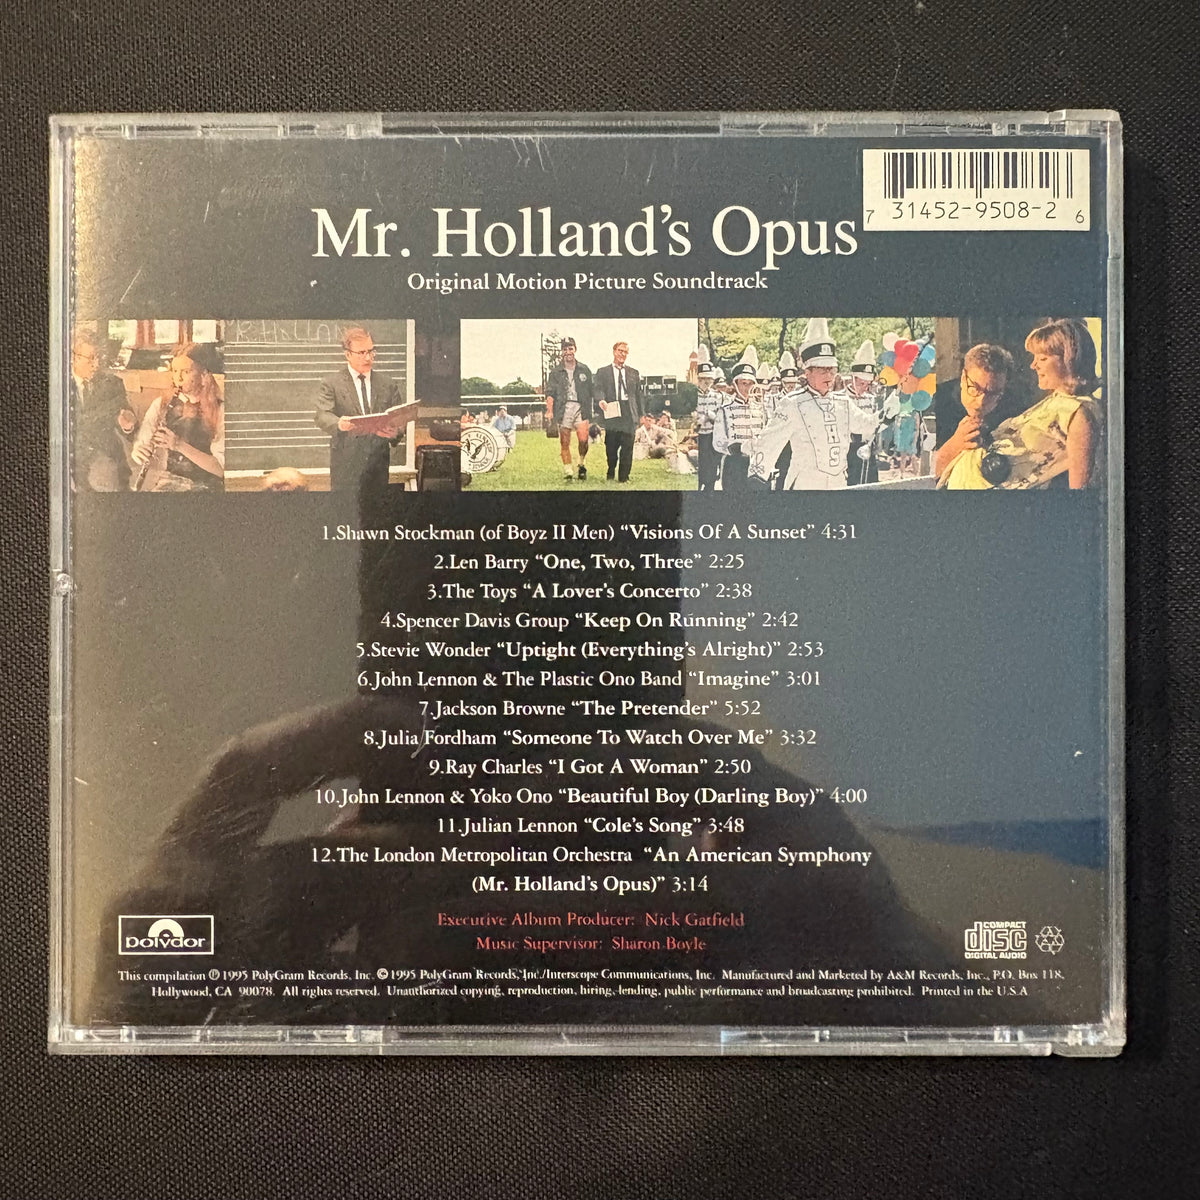 7 31452-9508-2 6
Mr. Holland's Opus
Original Motion Picture Soundtrack
1.Shawn Stockman (of Boyz II Men) "Visions Of A Sunset" 4:31
2.Len Barry "One, Two, Three" 2:25
3.The Toys "A Lover's Concerto" 2:38
4.Spencer Davis Group "Keep On Running" 2:42
5.Stevie Wonder "Uptight (Everything's Alright)" 2:53
6.John Lennon & The Plastic Ono Band "Imagine" 3:01
7.Jackson Browne "The Pretender" 5:52
8.Julia Fordham "Someone To Watch Over Me" 3:32
9.Ray Charles "I Got A Woman" 2:50
10.John Lennon & Yoko Ono "Beautiful Boy (Darling Boy)" 4:00
11.Julian Lennon "Cole's Song" 3:48
12.The London Metropolitan Orchestra "An American Symphony
(Mr. Holland's Opus)" 3:14
Executive Album Producer: Nick Gatfield
Music Supervisor: Sharon Boyle
polydor
COMPACT
disc
DIGITAL AUDIO
This compilation ℗ 1995 PolyGram Records, Inc. © 1995 PolyGram Records, Inc./Interscope Communications, Inc. Manufactured and Marketed by A&M Records, Inc., P.O. Box 118,
Hollywood, CA 90078. All rights reserved. Unauthorized copying, reproduction, hiring, lending, public performance and broadcasting prohibited. Printed in the U.S.A